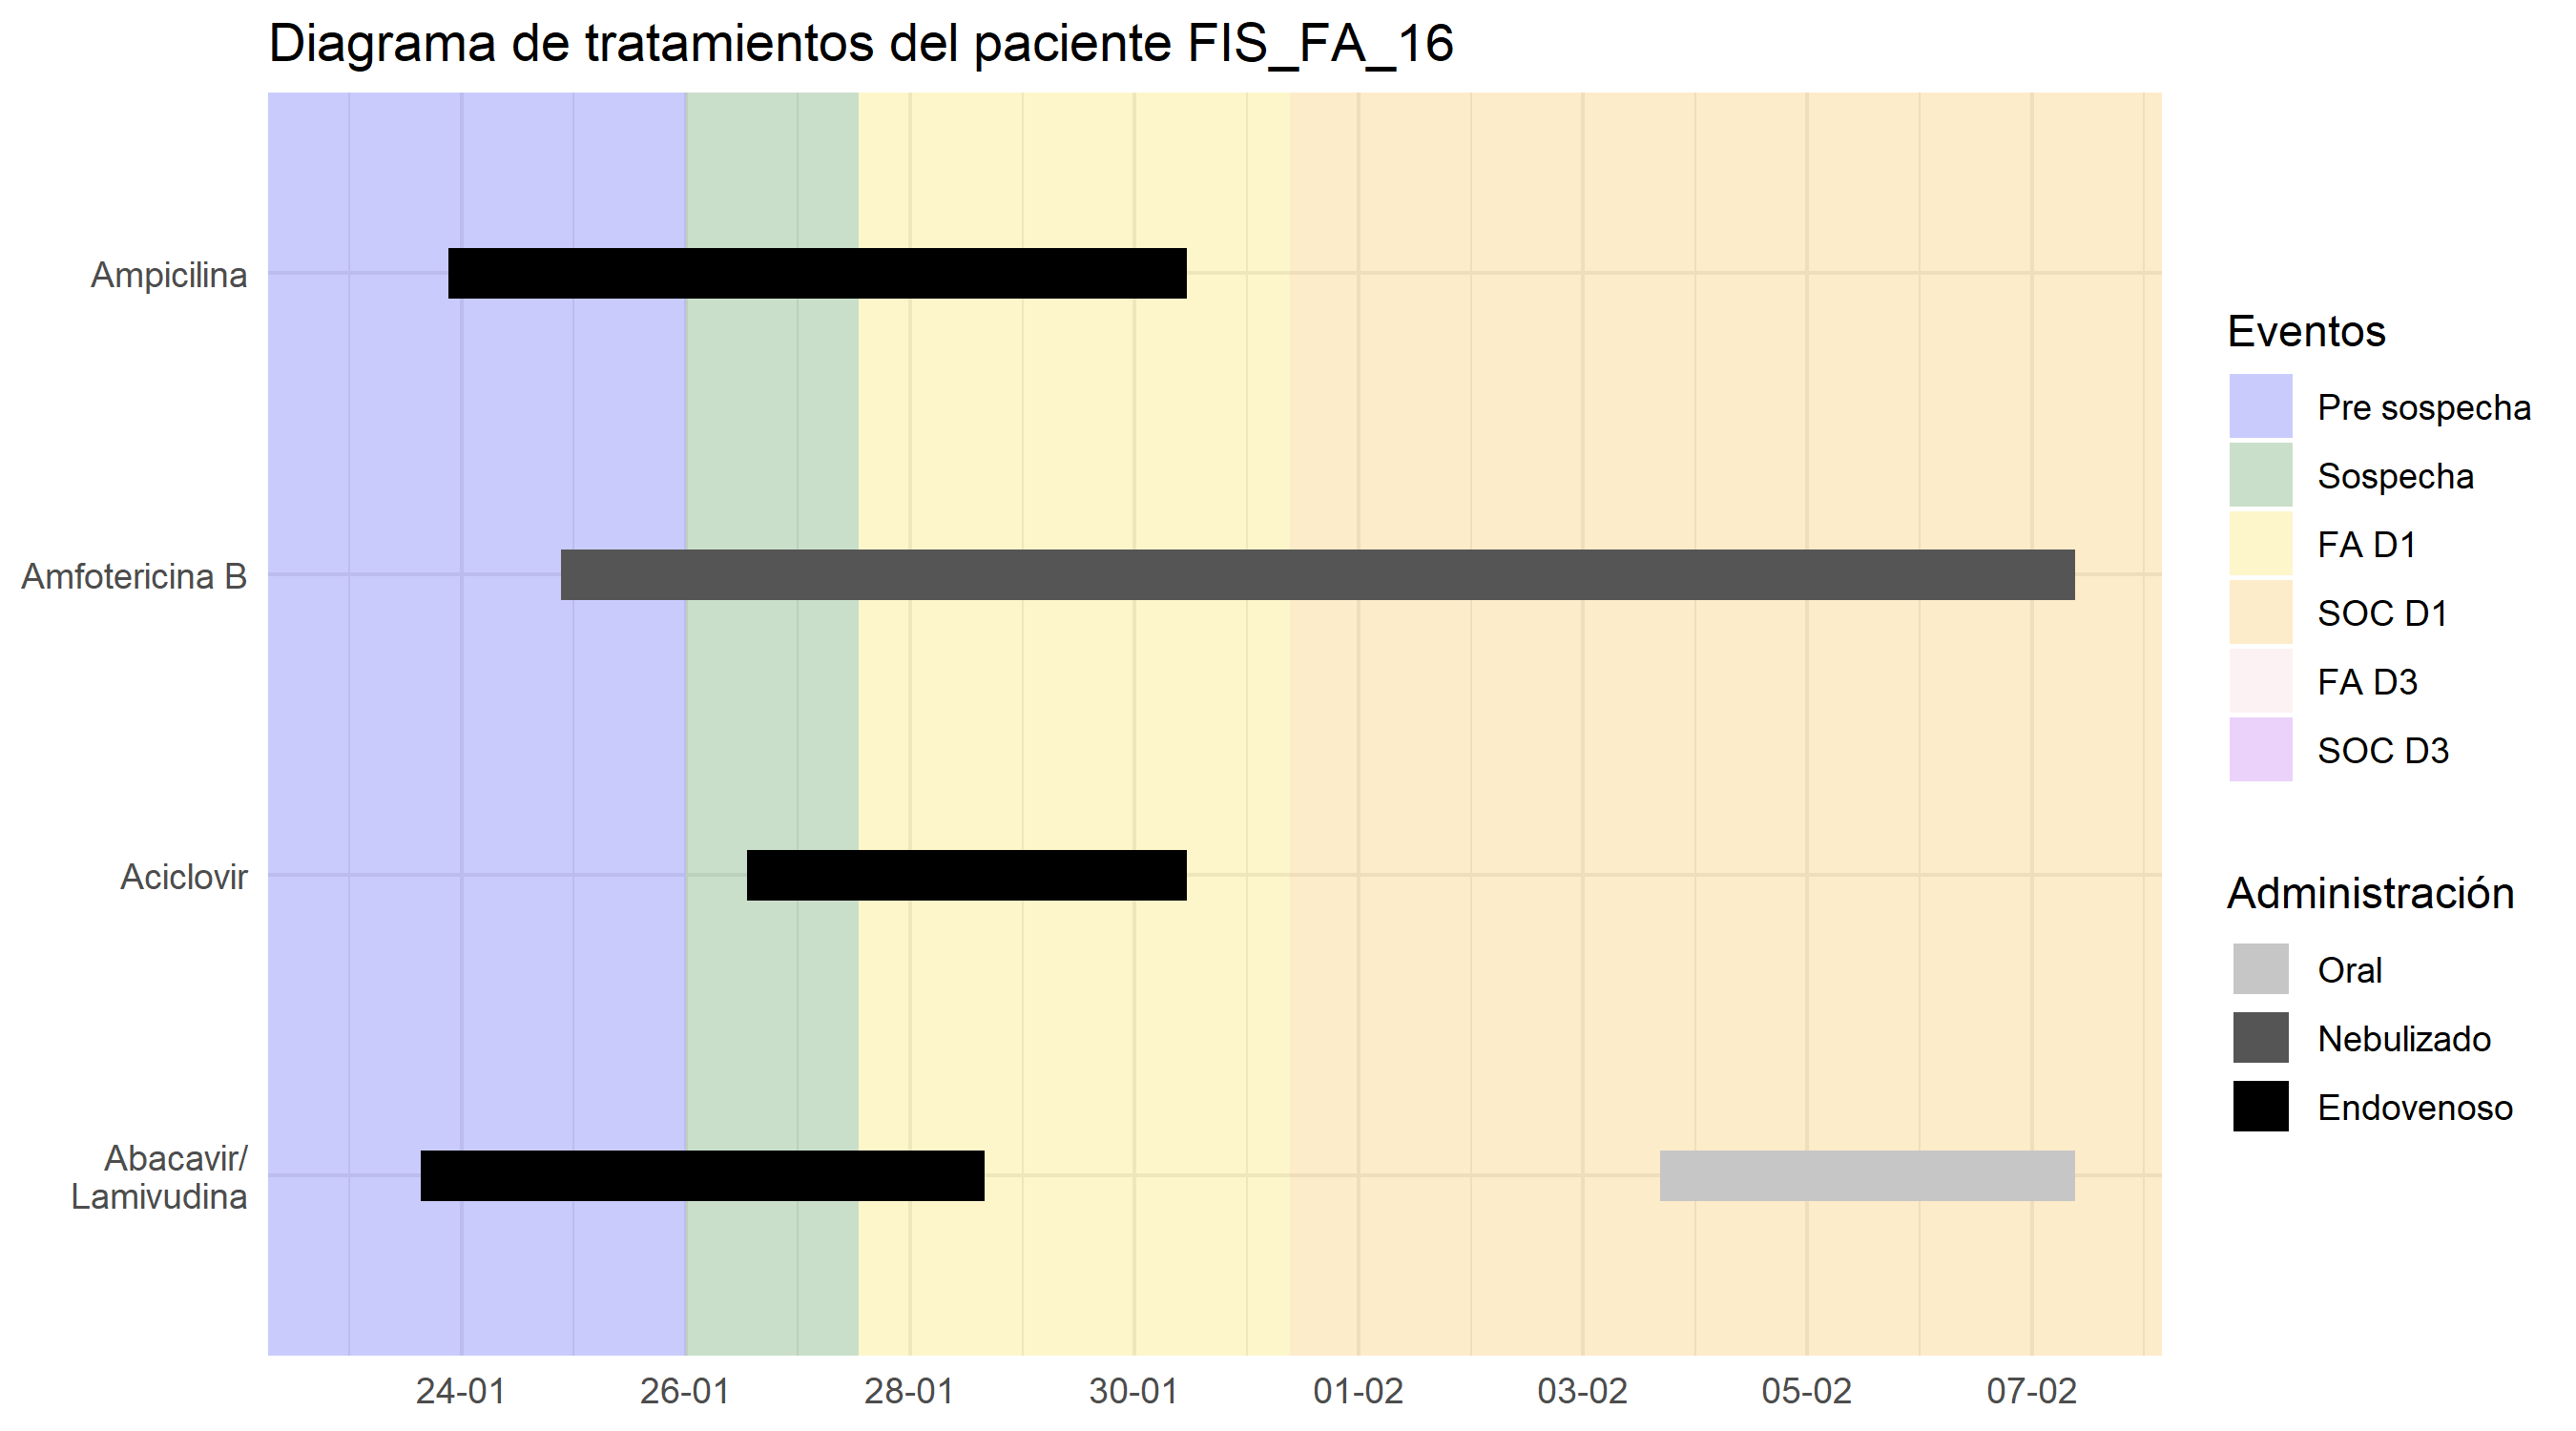 Diagrama de tratamientos del paciente FIS_FA_16
Ampicilina
Amfotericina B
Aciclovir
Abacavir/
Lamivudina
24-01
26-01
28-01
30-01
01-02
03-02
05-02
07-02
Eventos
Pre sospecha
Sospecha
FA D1
SOC D1
FA D3
SOC D3
Administración
Oral
Nebulizado
Endovenoso